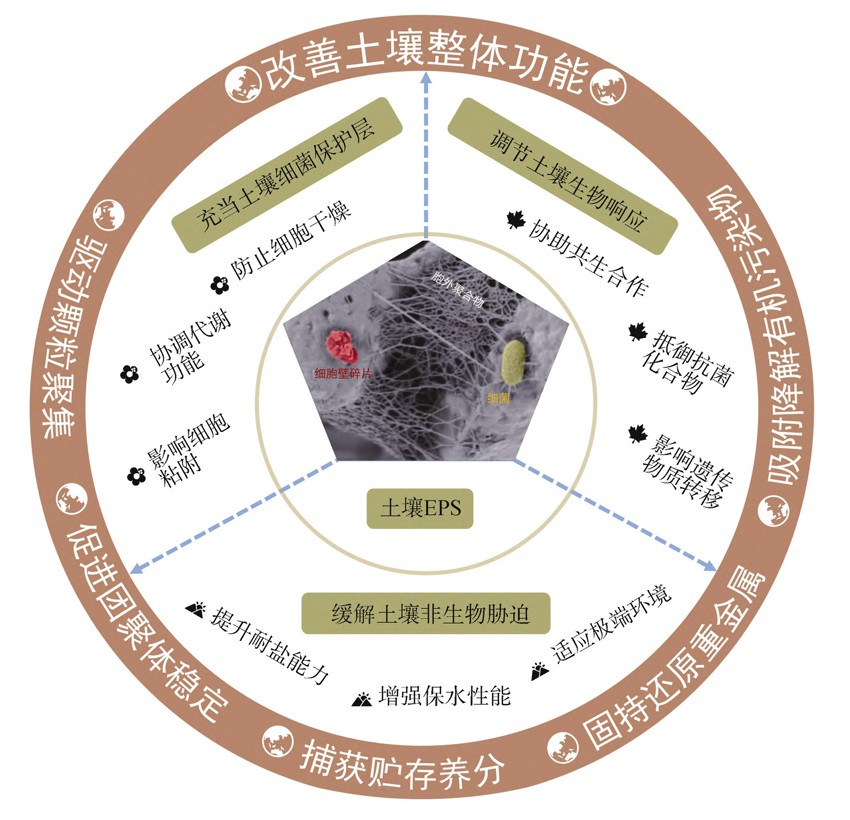 改善土壤整体功能
吸附降解有机污染物
固持还原重金属
捕获贮存养分
促进团聚体稳定
驱动颗粒聚集
充当土壤细菌保护层
防止细胞干燥
协调代谢
功能
影响细胞
粘附
调节土壤生物响应
协助共生合作
抵御抗菌
化合物
影响遗传
物质转移
胞外聚合物
细胞壁碎片
细菌
土壤EPS
缓解土壤非生物胁迫
提升耐盐能力
增强保水性能
适应极端环境